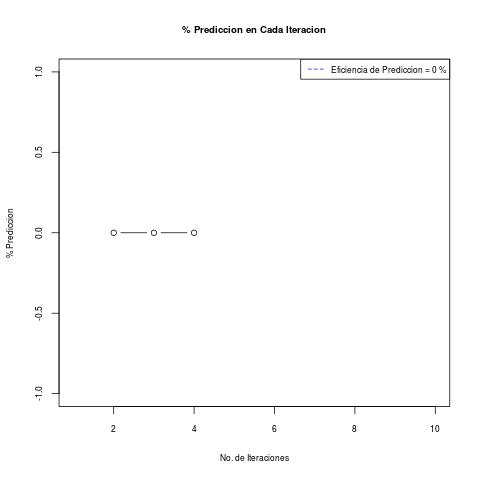 % Prediccion en Cada Iteracion
Eficiencia de Prediccion = 0 %
1.0
0.5
0.0
-0.5
-1.0
% Prediccion
2
4
6
8
10
No. de Iteraciones